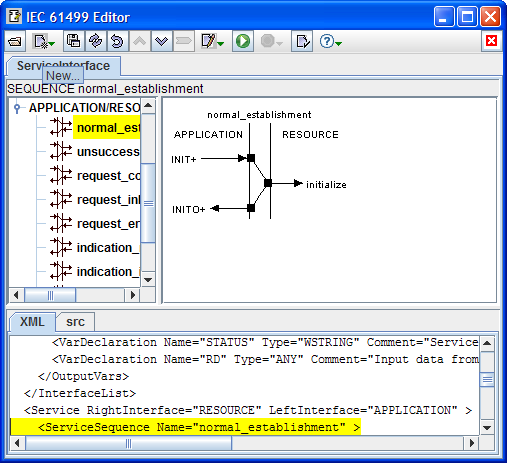 IEC 61499 Editor
ServiceInterface
New...
SEQUENCE normal_establishment
APPLICATION/RESO
normal_est
unsuccess
request_co
request_inl
request_en
indication_
indication_
normal_establishment
APPLICATION RESOURCE
INIT+
initialize
INITO+
XML src
<VarDeclaration Name="STATUS" Type="WSTRING" Comment="Service
<VarDeclaration Name="RD" Type="ANY" Comment="Input data from
</OutputVars>
</InterfaceList>
<Service RightInterface="RESOURCE" LeftInterface="APPLICATION" >
<ServiceSequence Name="normal_establishment" >